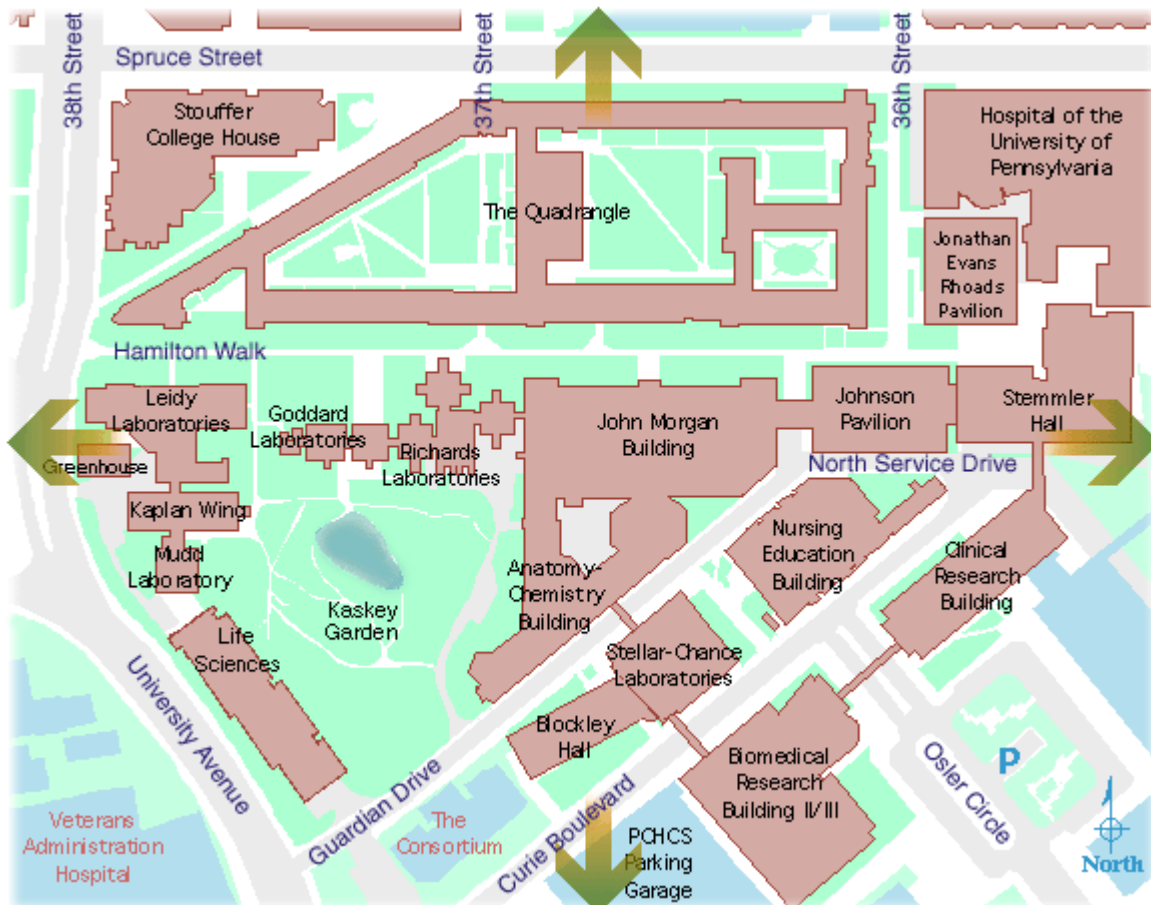 38th Street
Spruce Street
37th Street
36th Street
Stouffer
College House
Hospital of the
University of
Pennsylvania
The Quadrangle
Jonathan
Evans
Rhoads
Pavilion
Hamilton Walk
Leidy
Laboratories
Goddard
Laboratories
Richards
Laboratories
John Morgan
Building
Johnson
Pavilion
Stemmler
Hall
Greenhouse
North Service Drive
Kaplan Wing
Mudd
Laboratory
Kaskey
Garden
Anatomy-
Chemistry
Building
Nursing
Education
Building
Clinical
Research
Building
Life
Sciences
Stellar-Chance
Laboratories
University Avenue
Blockley
Hall
Biomedical
Research
Building II/III
Osler Circle
P
Guardian Drive
Curie Boulevard
Veterans
Administration
Hospital
The
Consortium
PCHCS
Parking
Garage
North